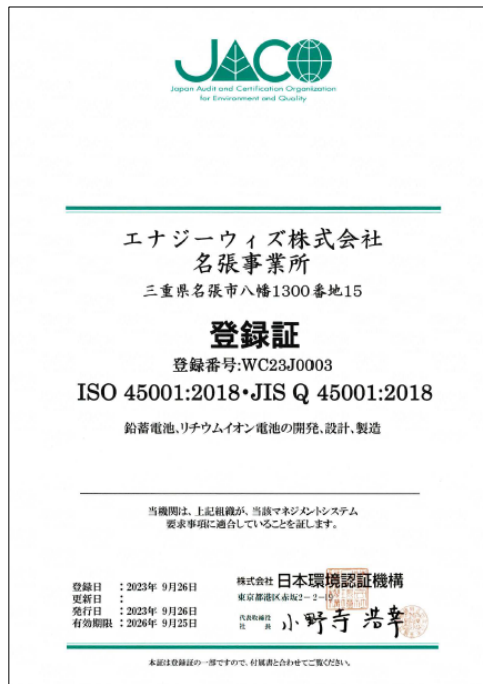 JACO
Japan Audit and Certification Organization
for Environment and Quality
エナジーウィズ株式会社
名張事業所
三重県名張市八幡1300番地15
登録証
登録番号:WC23J0003
ISO 45001:2018・JIS Q 45001:2018
鉛蓄電池、リチウムイオン電池の開発、設計、製造
当機関は、上記組織が、当該マネジメントシステム
要求事項に適合していることを証します。
登録日 : 2023年 9月26日
更新日 :
発行日 : 2023年 9月26日
有効期限 : 2026年 9月25日
株式会社 日本環境認証機構
東京都港区赤坂2-2-19
代表取締役
社 長 小野寺 浩幸
本証は登録証の一部ですので、付属書と合わせてご覧ください。